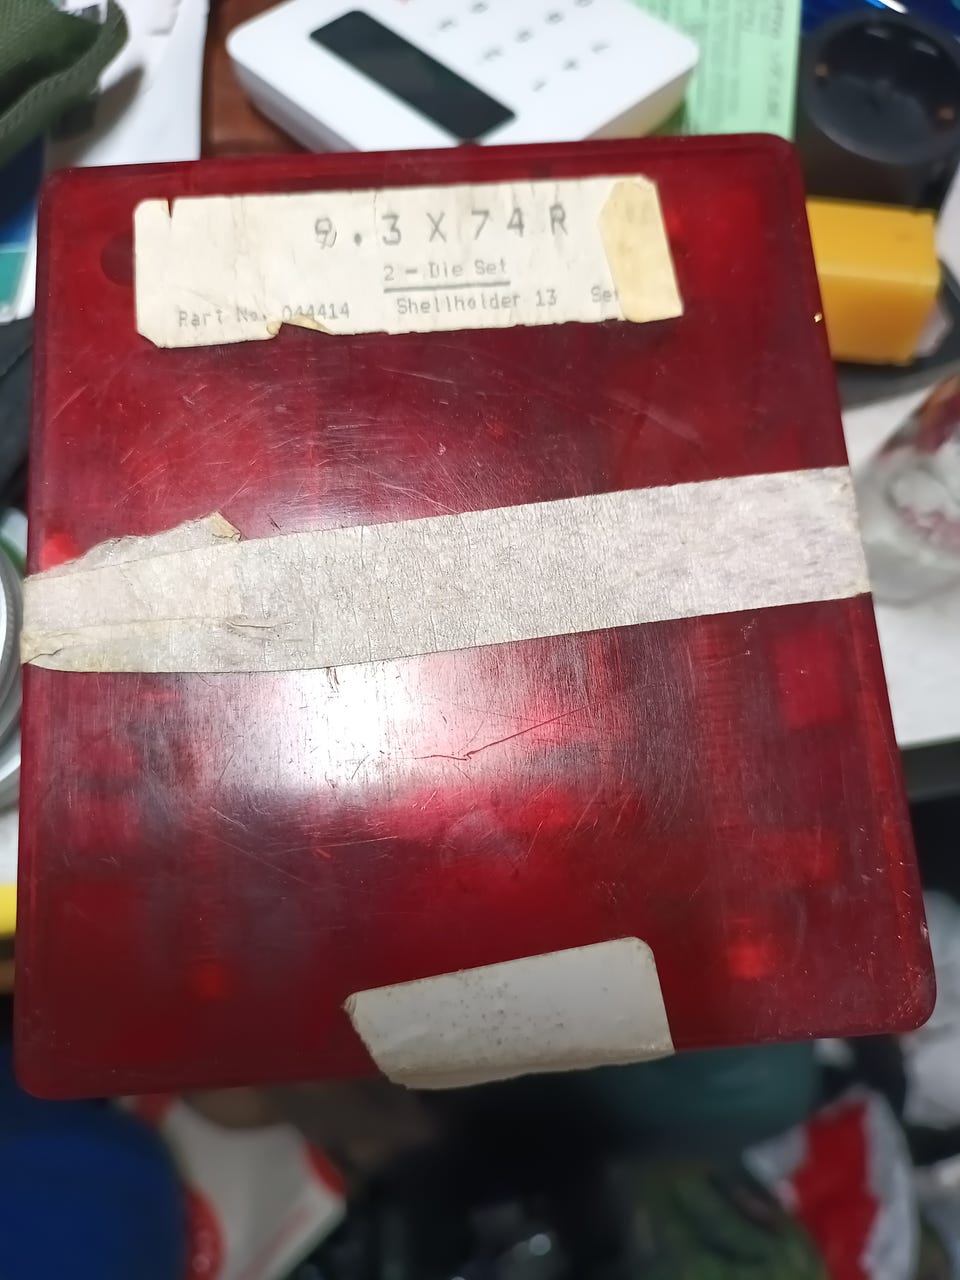 9.3 X 74 R
2 - Die Set
Part No. 044414 Shellholder 13